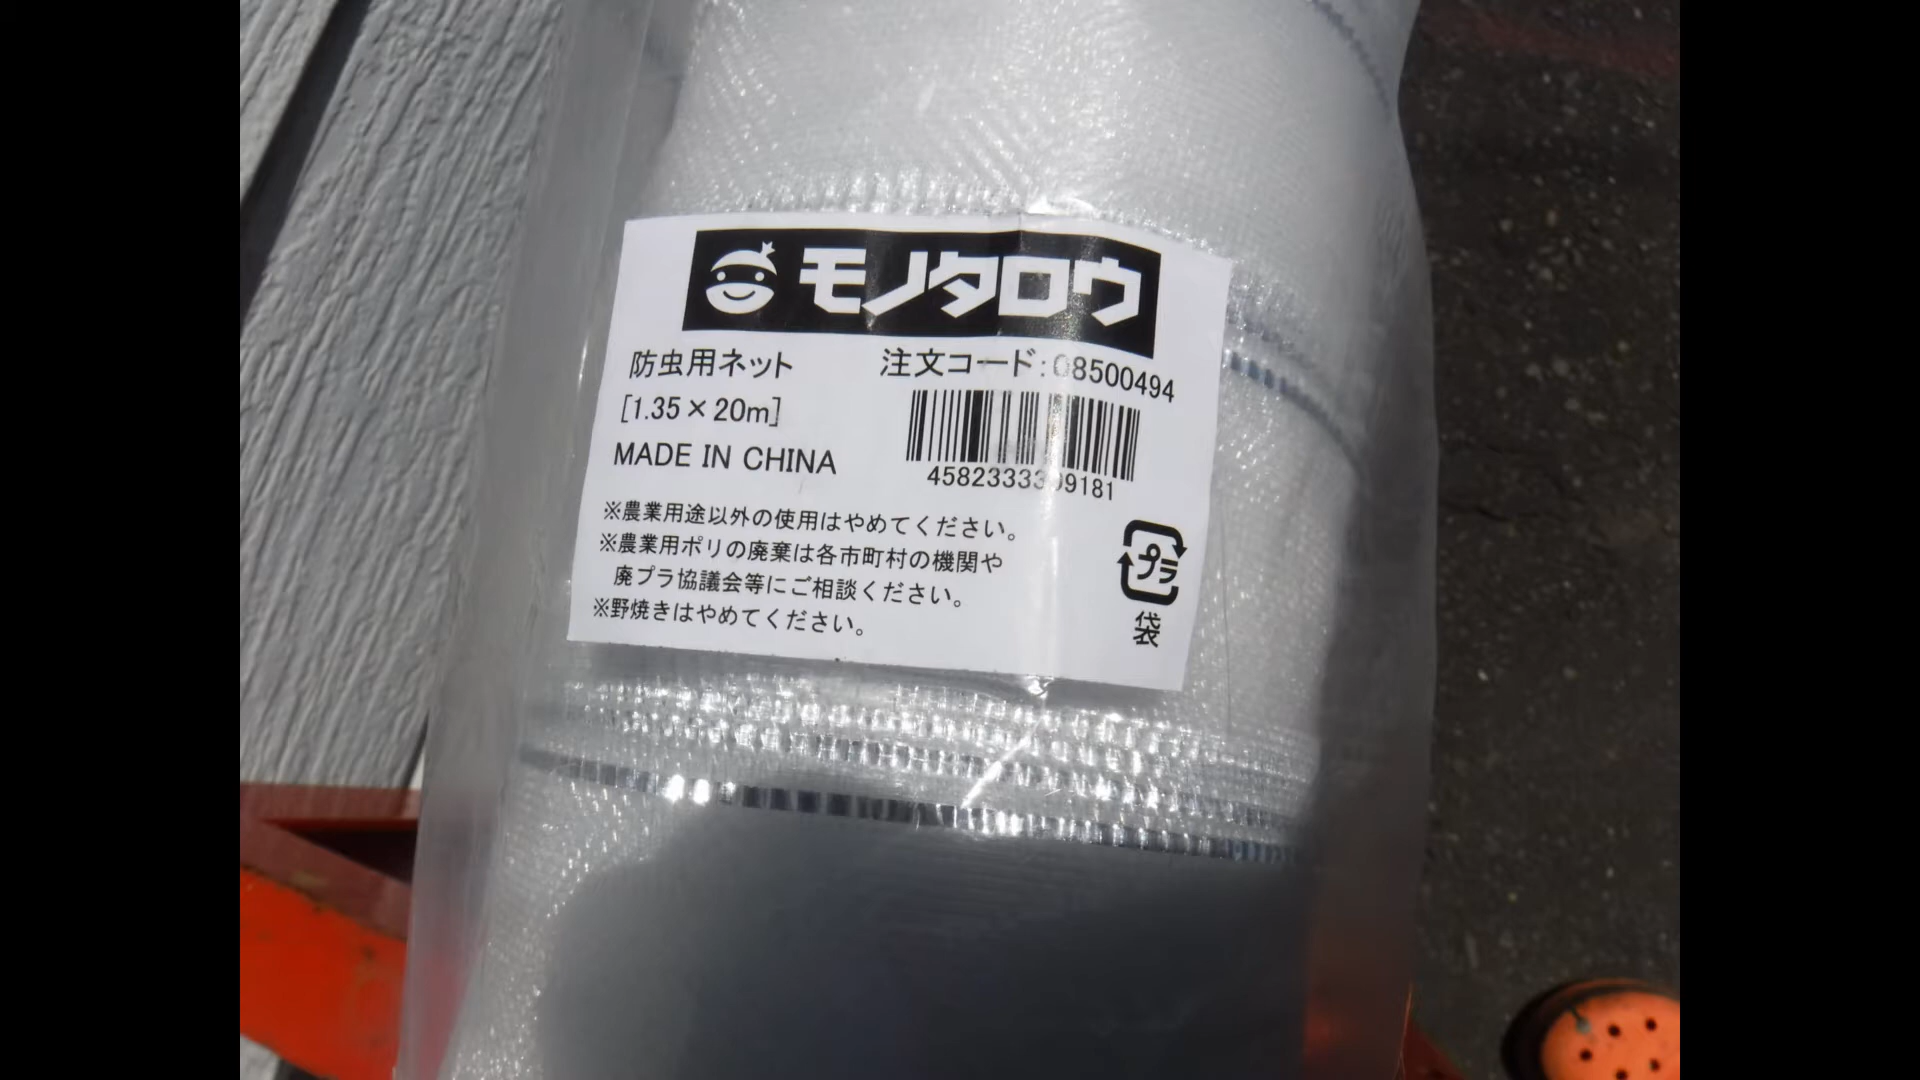 モノタロウ
防虫用ネット 注文コード:08500494
[1.35×20m]
MADE IN CHINA
※農業用途以外の使用はやめてください。
※農業用ポリの廃棄は各市町村の機関や
廃プラ協議会等にご相談ください。
※野焼きはやめてください。
プラ
袋